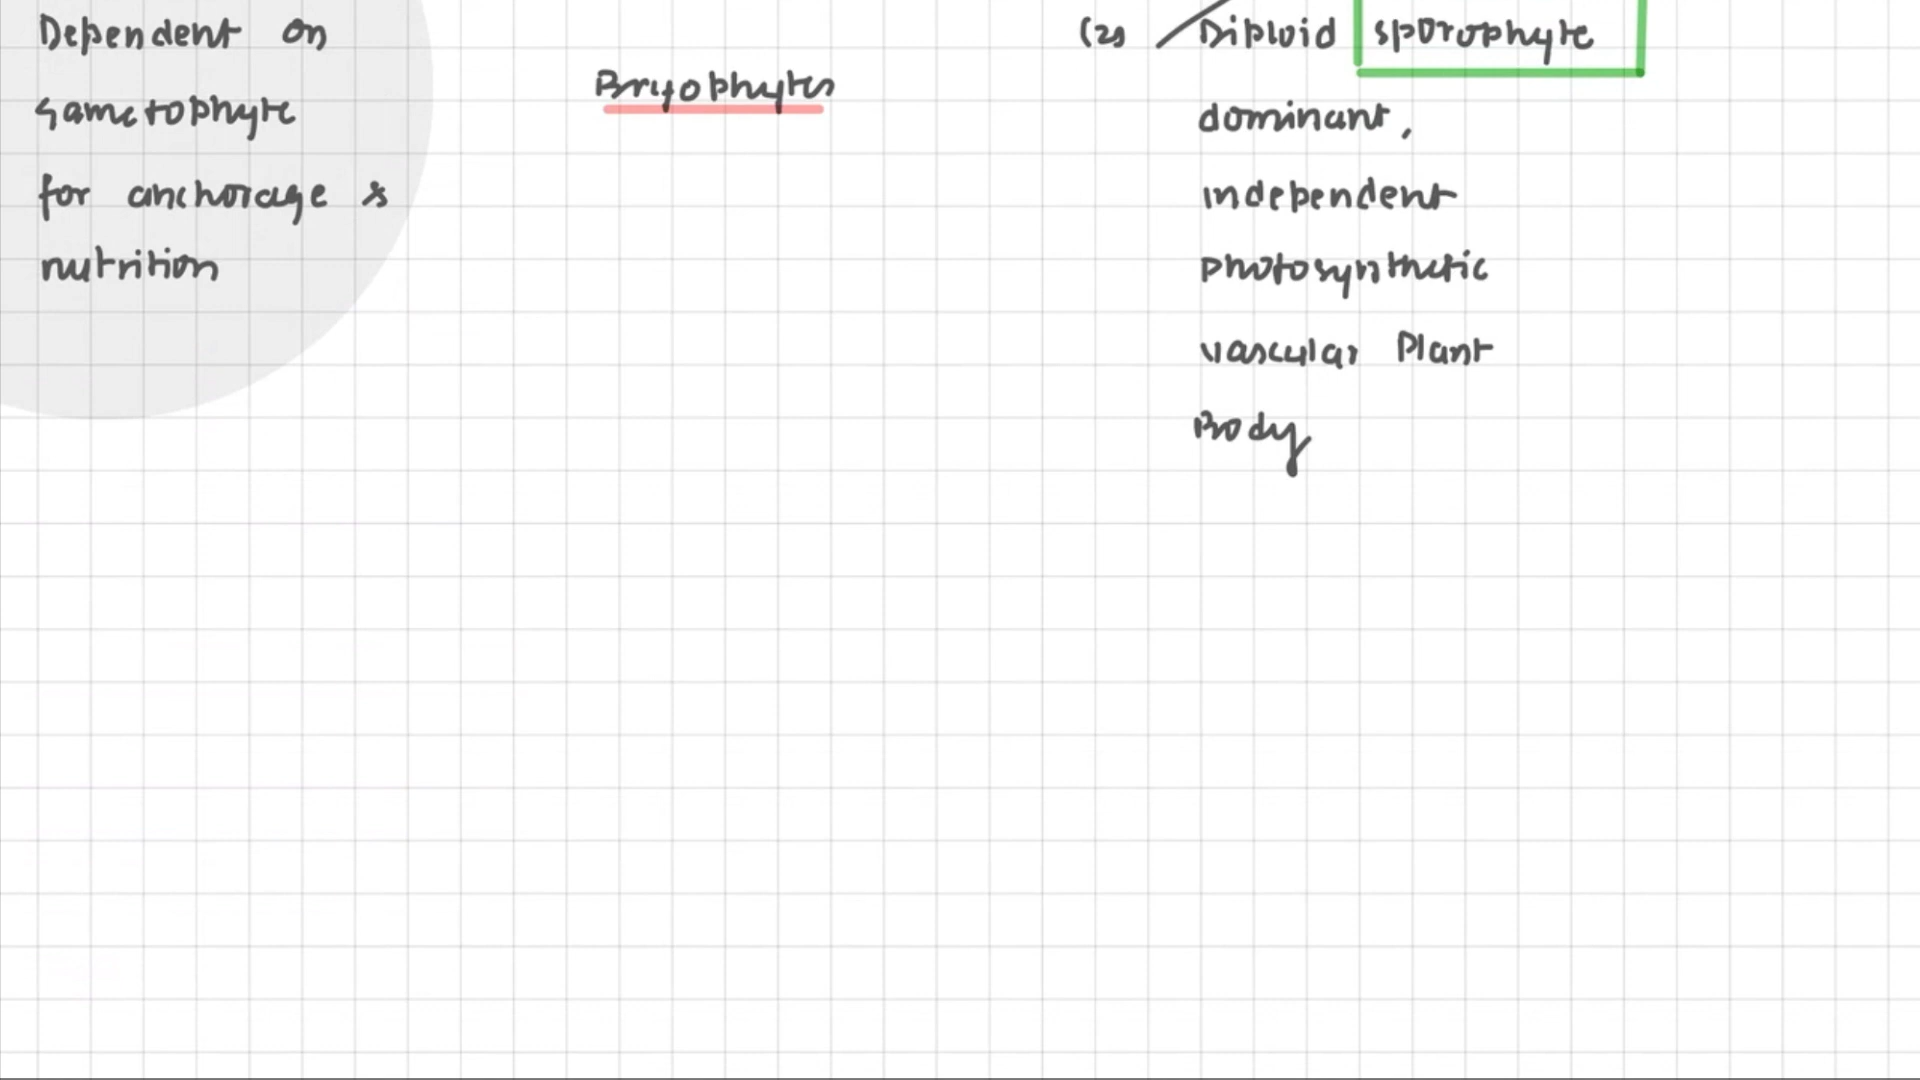 Dependent on
gametophyte
for anchorage &
nutrition
Bryophytes
(2) Diploid sporophyte
dominant,
independent
photosynthetic
vascular Plant
Body